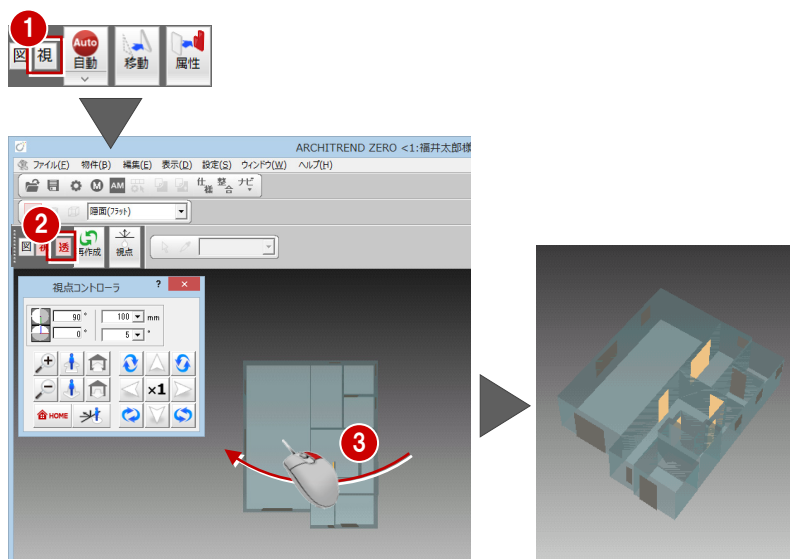 1
図 視 Auto 自動 移動 属性
ARCHITREND ZERO <1:福井太郎様
ファイル(F) 物件(B) 編集(E) 表示(D) 設定(S) ウィンドウ(W) ヘルプ(H)
M AM 仕様 整合 ナビ
陰面(フラット)
2
図 視 透 再作成 視点
視点コントローラ ? ×
90 ° 100 mm
0 ° 5 °
×1
HOME
3